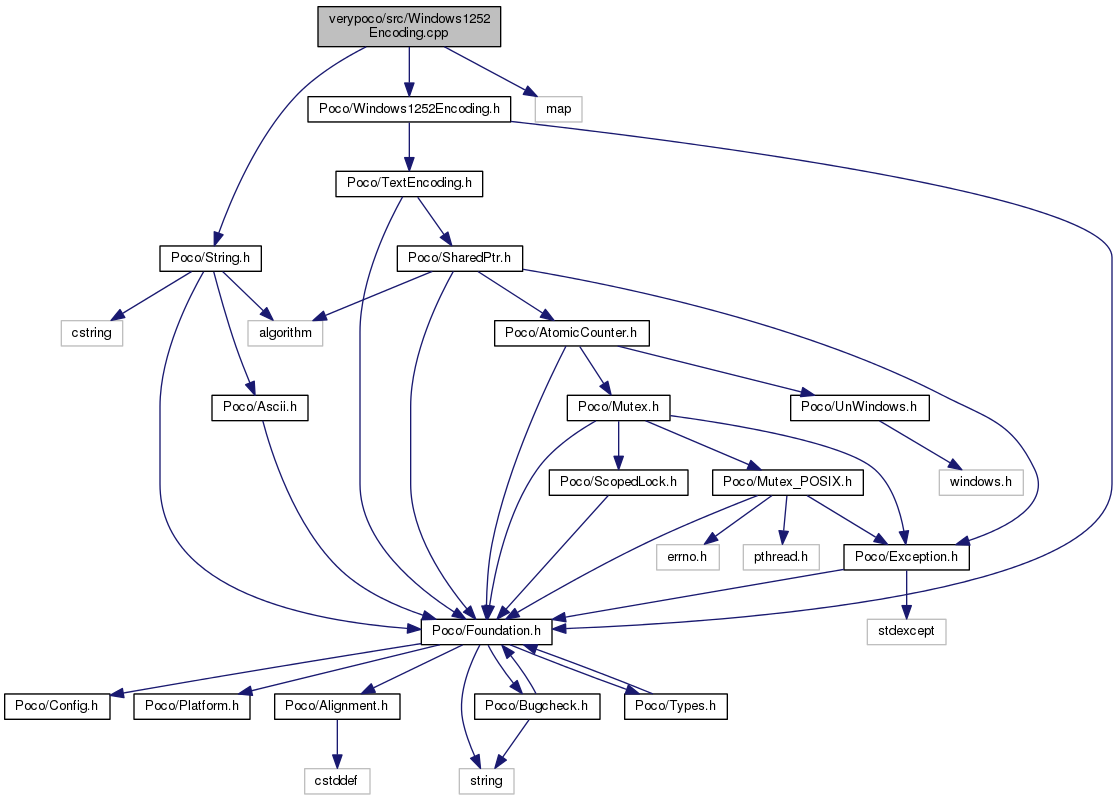 verypoco/src/Windows1252
Encoding.cpp
Poco/Windows1252Encoding.h
map
Poco/TextEncoding.h
Poco/String.h
Poco/SharedPtr.h
cstring
algorithm
Poco/AtomicCounter.h
Poco/Ascii.h
Poco/Mutex.h
Poco/UnWindows.h
Poco/ScopedLock.h
Poco/Mutex_POSIX.h
windows.h
errno.h
pthread.h
Poco/Exception.h
Poco/Foundation.h
stdexcept
Poco/Config.h
Poco/Platform.h
Poco/Alignment.h
Poco/Bugcheck.h
Poco/Types.h
cstddef
string